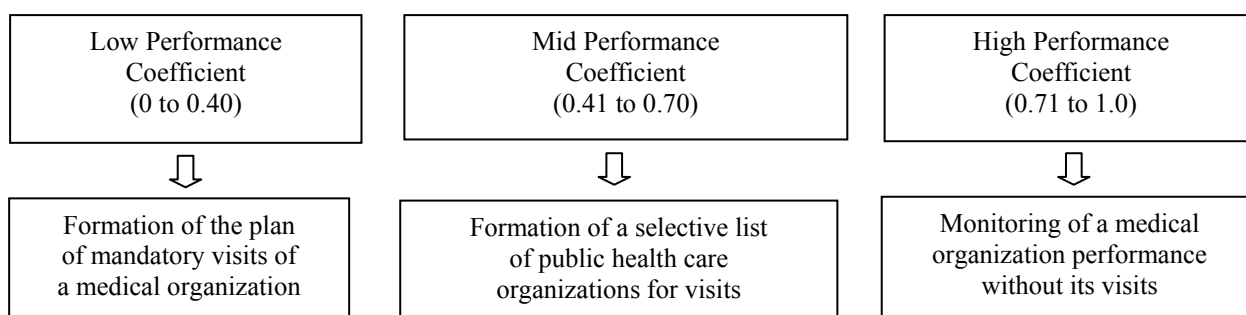 Low Performance
Coefficient
(0 to 0.40)
Mid Performance
Coefficient
(0.41 to 0.70)
High Performance
Coefficient
(0.71 to 1.0)
Formation of the plan
of mandatory visits of
a medical organization
Formation of a selective list
of public health care
organizations for visits
Monitoring of a medical
organization performance
without its visits